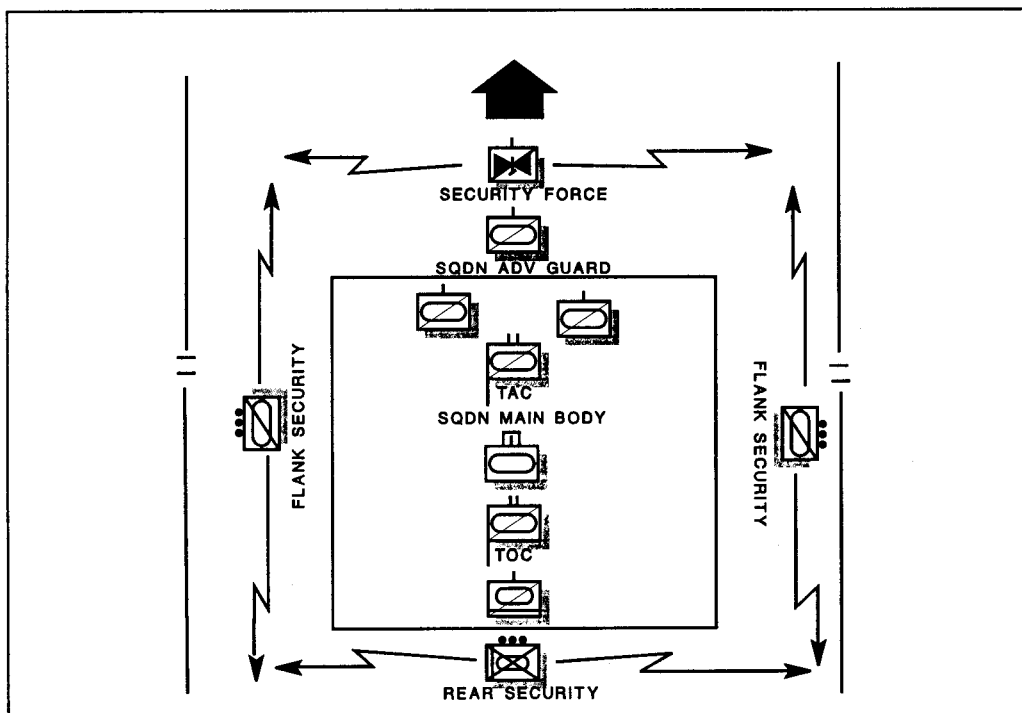 SECURITY FORCE
SQDN ADV GUARD
TAC
SQDN MAIN BODY
FLANK SECURITY
FLANK SECURITY
TOC
REAR SECURITY